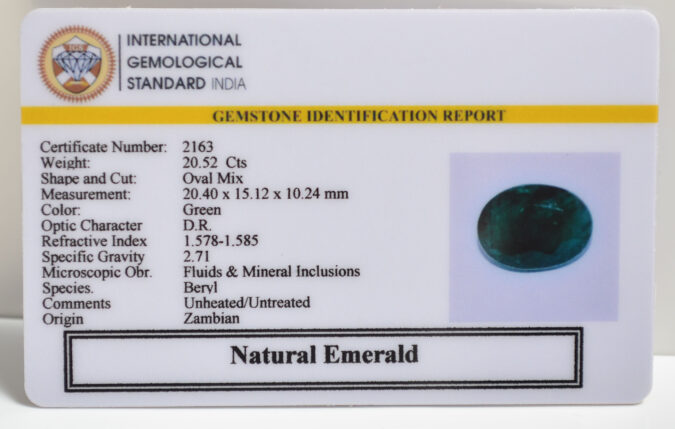 IGS
INTERNATIONAL
GEMOLOGICAL
STANDARD INDIA
GEMSTONE IDENTIFICATION REPORT
Certificate Number: 2163
Weight: 20.52 Cts
Shape and Cut: Oval Mix
Measurement: 20.40 x 15.12 x 10.24 mm
Color: Green
Optic Character D.R.
Refractive Index 1.578-1.585
Specific Gravity 2.71
Microscopic Obr. Fluids & Mineral Inclusions
Species. Beryl
Comments Unheated/Untreated
Origin Zambian
Natural Emerald